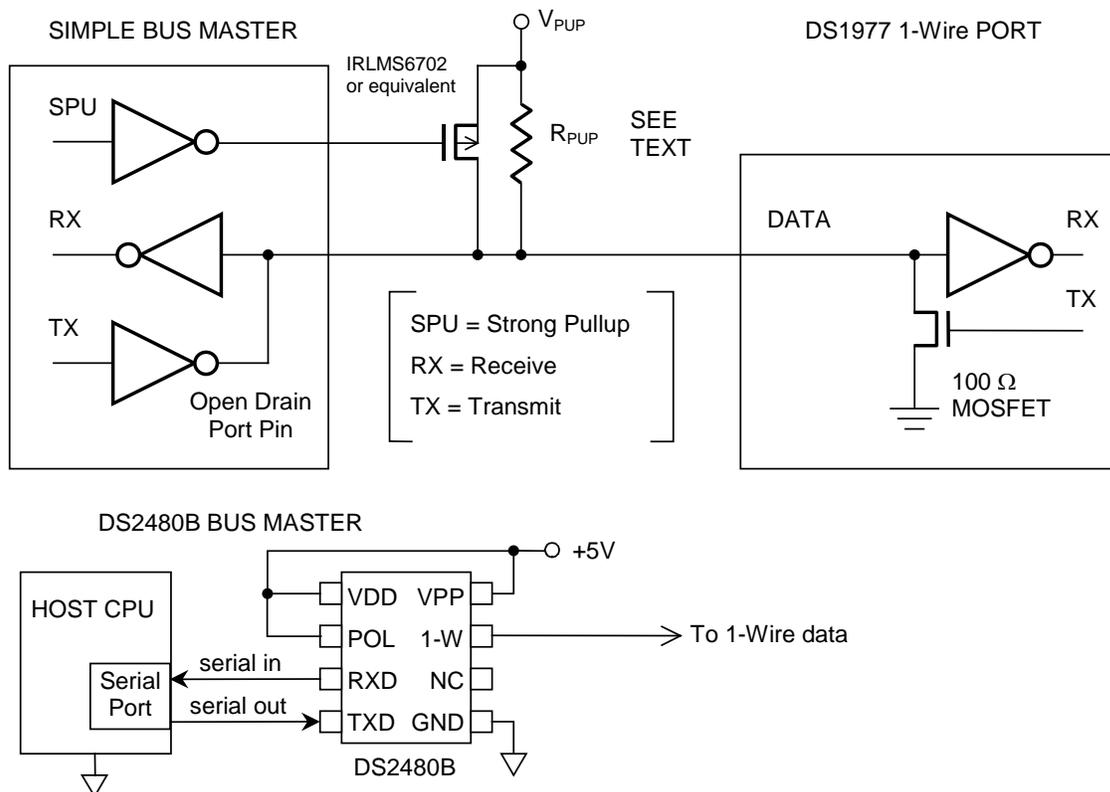 SIMPLE BUS MASTER
V_PUP
DS1977 1-Wire PORT
IRLMS6702
or equivalent
SPU
R_PUP
SEE
TEXT
RX
DATA
RX
TX
TX
SPU = Strong Pullup
RX = Receive
TX = Transmit
Open Drain
Port Pin
100 Ω
MOSFET
DS2480B BUS MASTER
+5V
HOST CPU
VDD VPP
POL 1-W
To 1-Wire data
serial in
RXD NC
Serial
Port
serial out
TXD GND
DS2480B